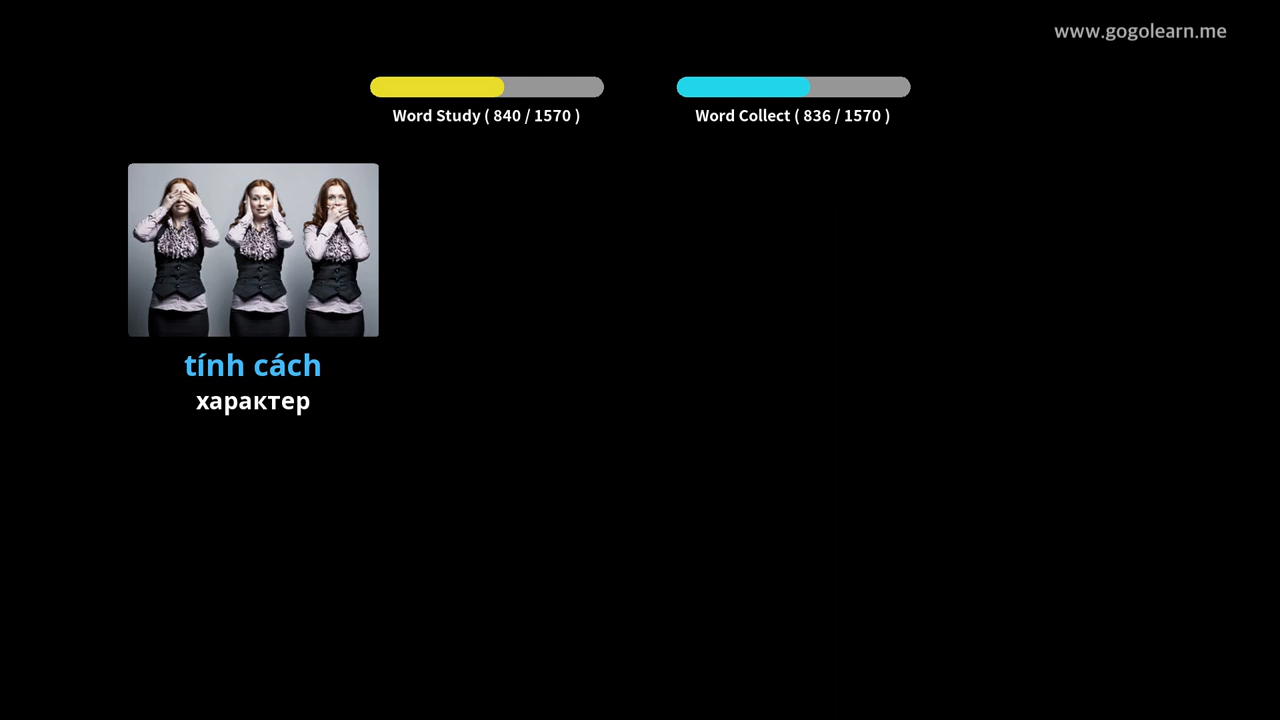 www.gogolearn.me
Word Study ( 840 / 1570 )
Word Collect ( 836 / 1570 )
tính cách
характер